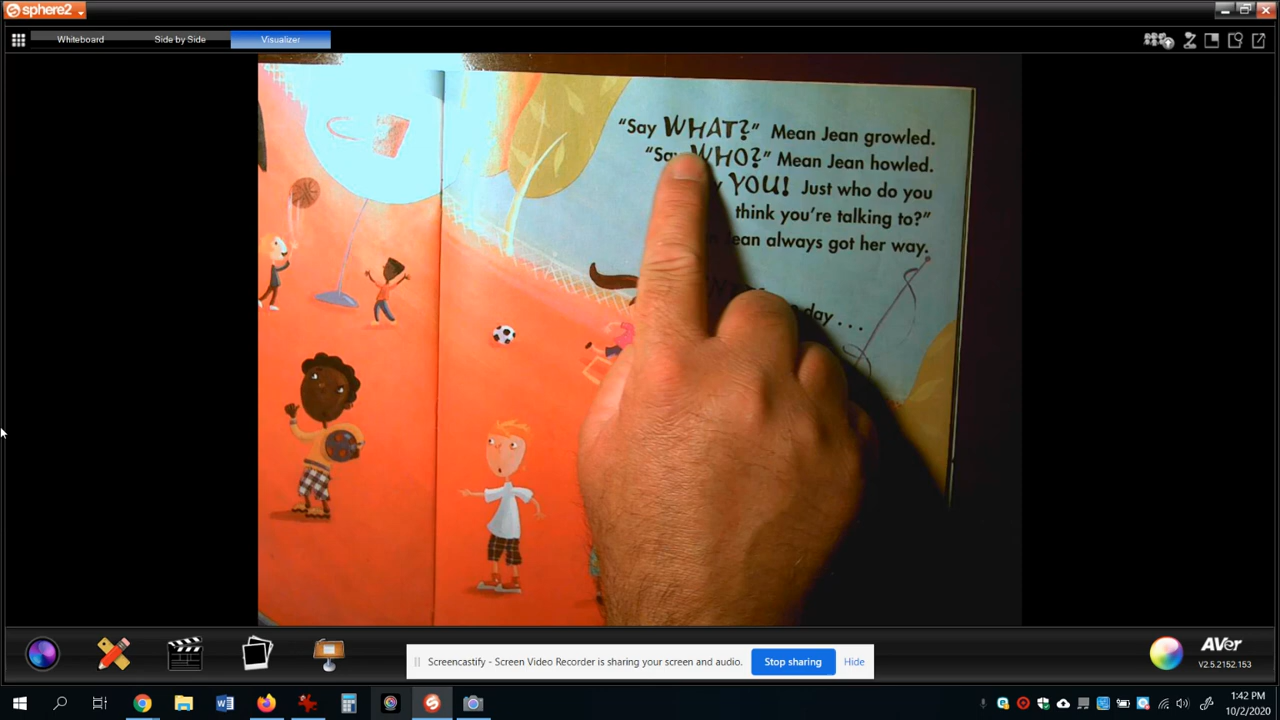 sphere2
Whiteboard
Side by Side
Visualizer
“Say WHAT?” Mean Jean growled.
“Say WHO?” Mean Jean howled.
YOU! Just who do you
think you’re talking to?”
Jean always got her way.
day . . .
Screencastify - Screen Video Recorder is sharing your screen and audio.
Stop sharing
Hide
AVer
V2.5.2152.153
1:42 PM
10/2/2020